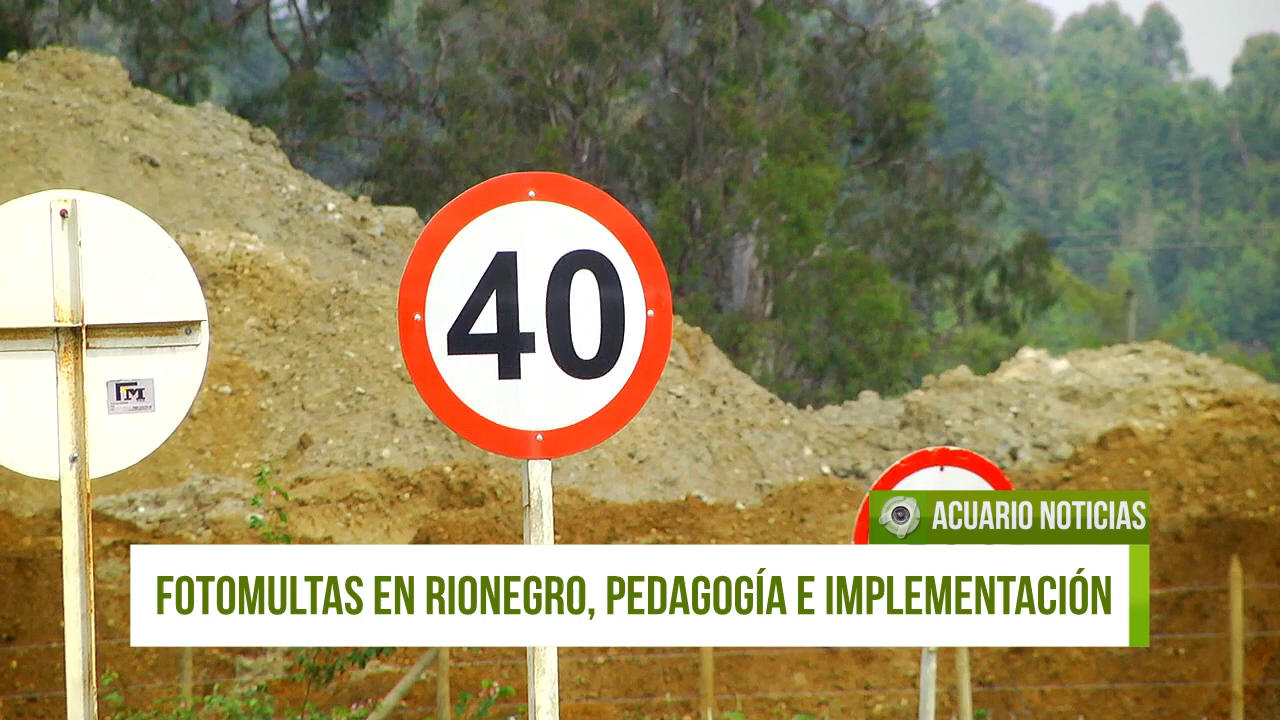 40
ACUARIO NOTICIAS
FOTOMULTAS EN RIONEGRO, PEDAGOGÍA E IMPLEMENTACIÓN